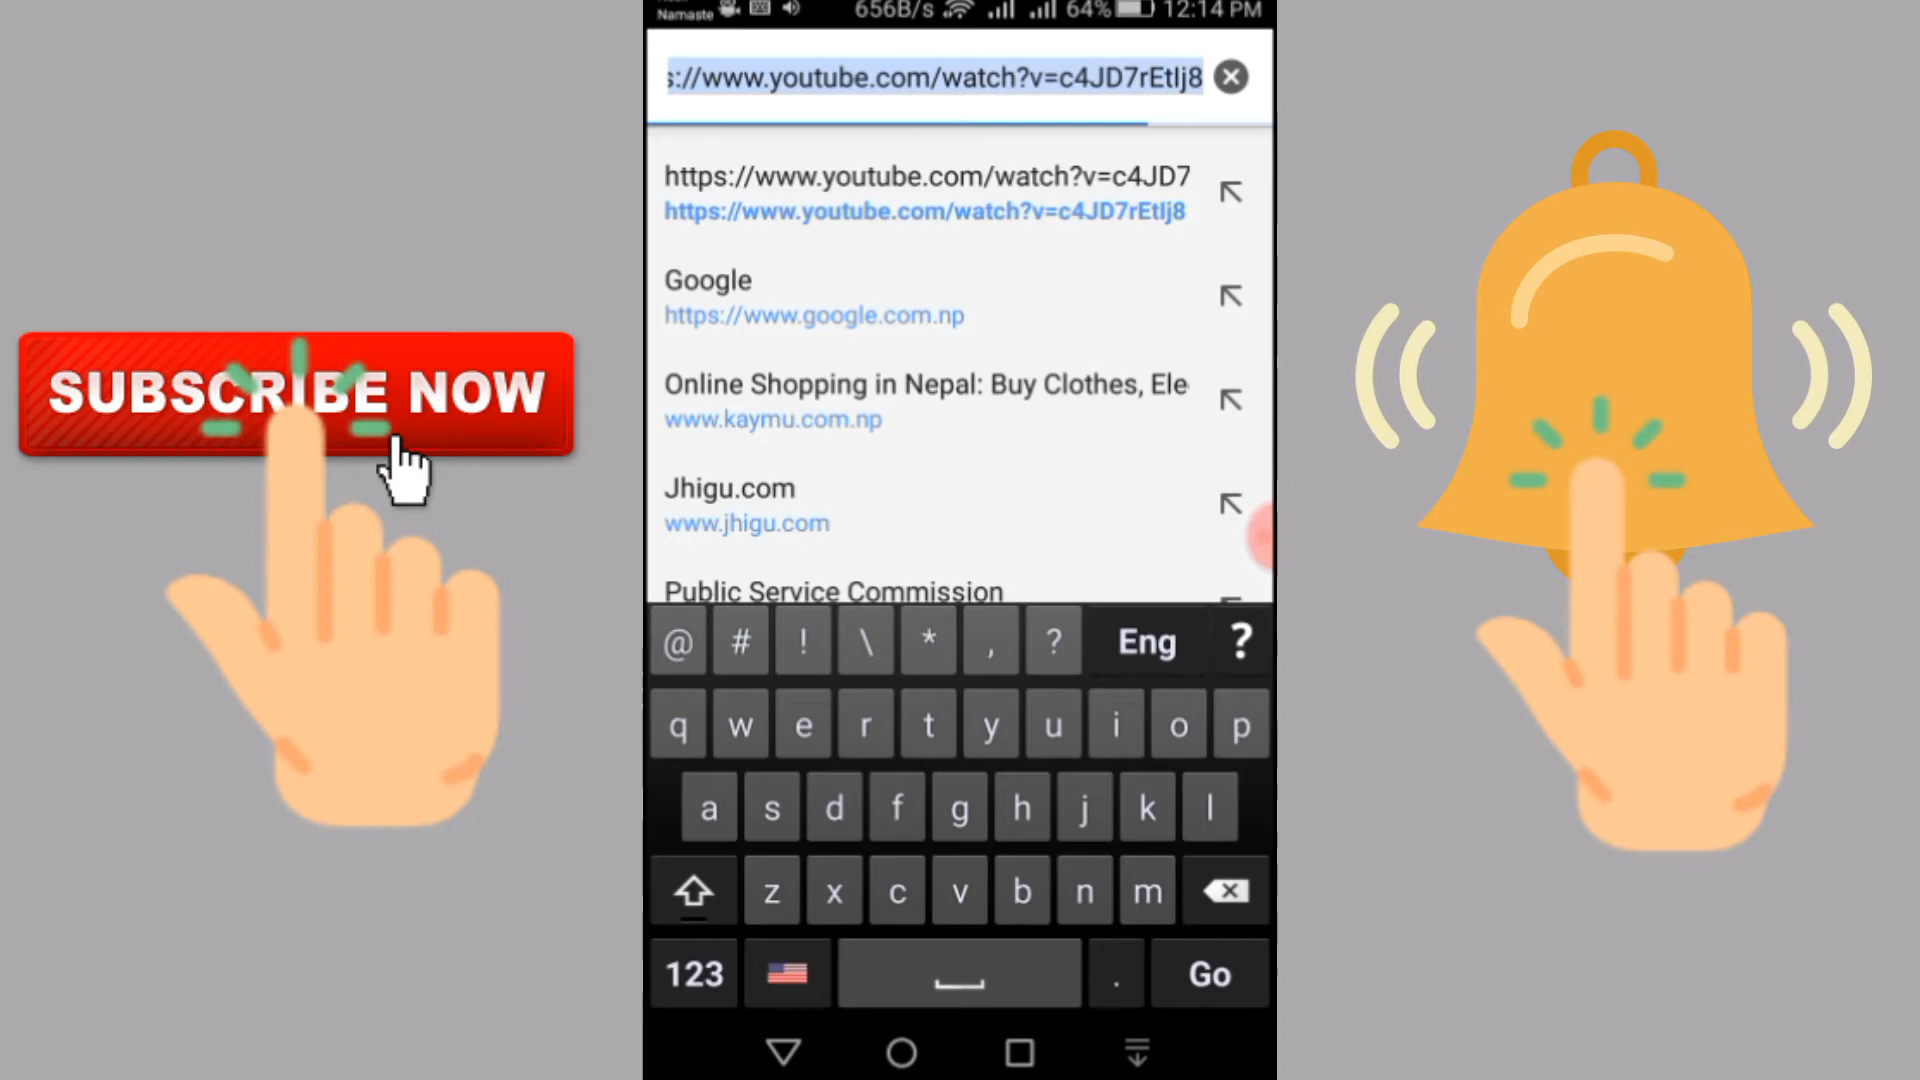 Namaste
656B/s 64% 12:14 PM
s://www.youtube.com/watch?v=c4JD7rEtIj8
https://www.youtube.com/watch?v=c4JD7
https://www.youtube.com/watch?v=c4JD7rEtIj8
Google
https://www.google.com.np
Online Shopping in Nepal: Buy Clothes, Ele
www.kaymu.com.np
Jhigu.com
www.jhigu.com
Public Service Commission
SUBSCRIBE NOW
@ # ! \ * , ? Eng ?
q w e r t y u i o p
a s d f g h j k l
z x c v b n m
123 . Go